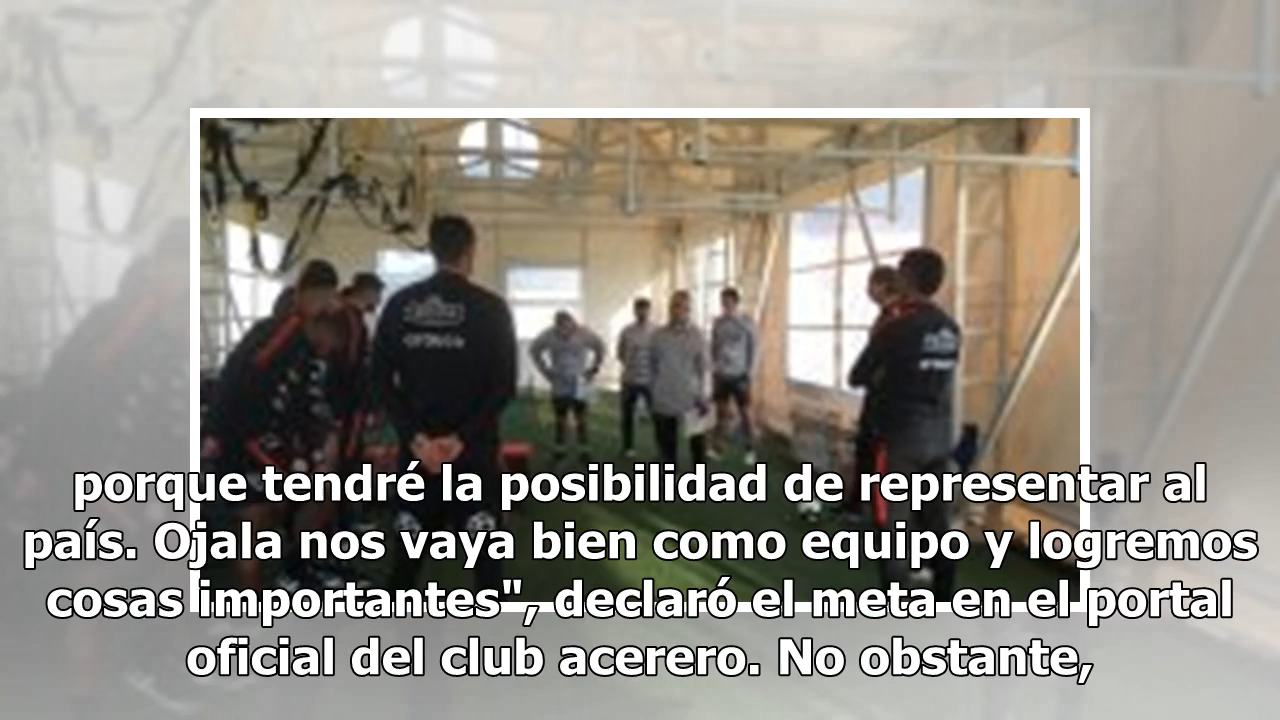 porque tendré la posibilidad de representar al
país. Ojala nos vaya bien como equipo y logremos
cosas importantes", declaró el meta en el portal
oficial del club acerero. No obstante,